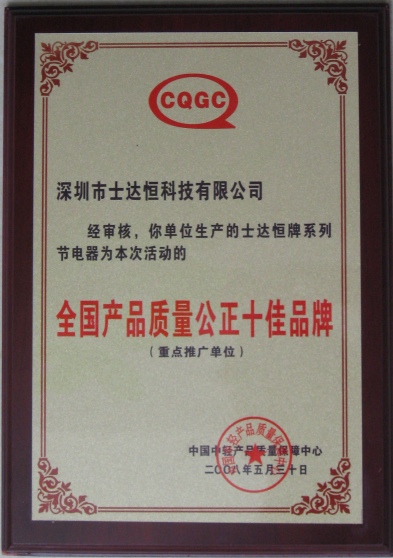 CQGC
深圳市士达恒科技有限公司
经审核，你单位生产的士达恒牌系列
节电器为本次活动的
全国产品质量公正十佳品牌
（重点推广单位）
中国中轻产品质量保障中心
二〇〇八年五月三十日